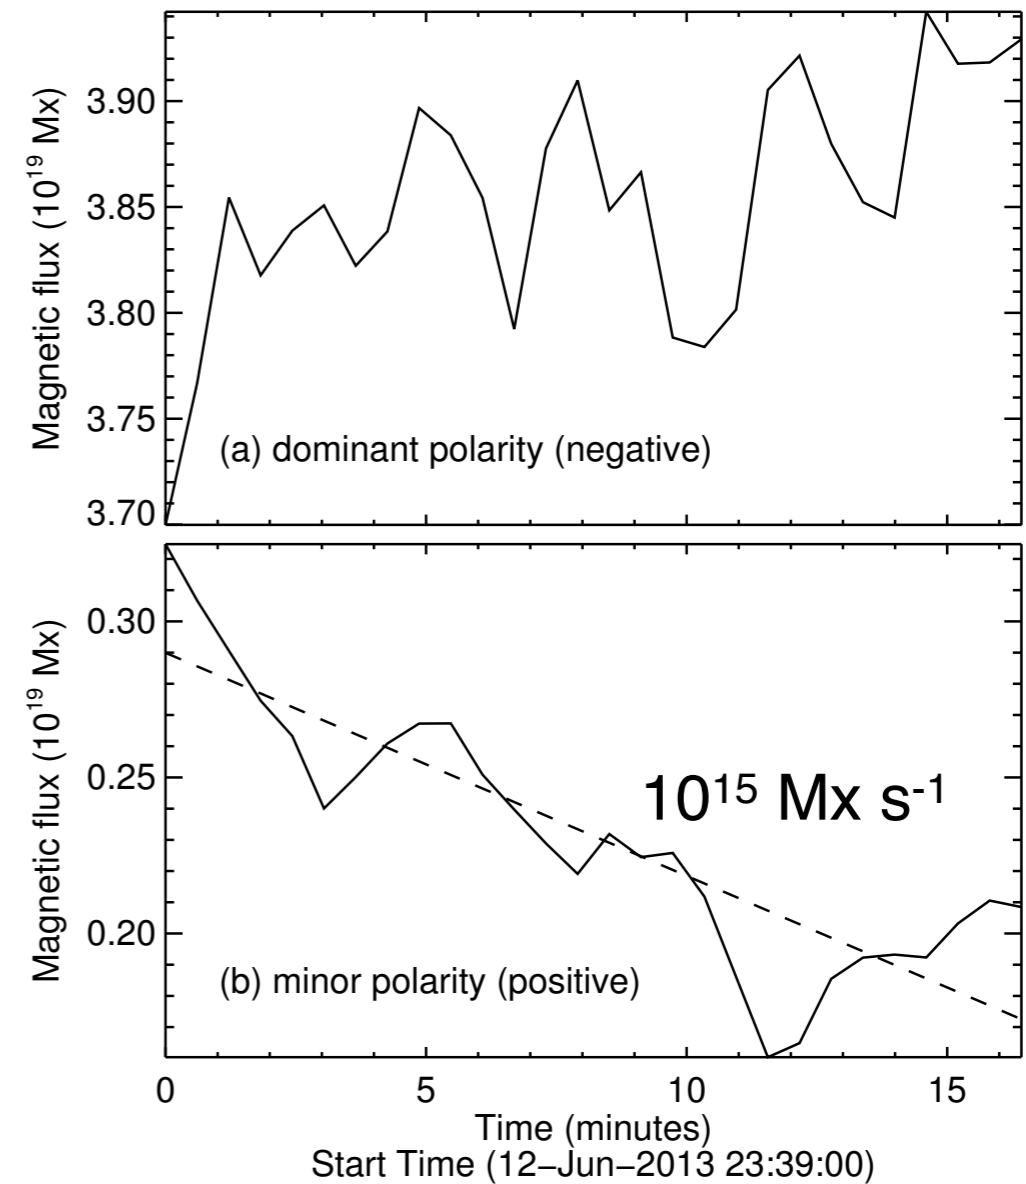 Magnetic flux (10¹⁹ Mx)
3.90
3.85
3.80
3.75
3.70
(a) dominant polarity (negative)
Magnetic flux (10¹⁹ Mx)
0.30
0.25
0.20
10¹⁵ Mx s⁻¹
(b) minor polarity (positive)
0 5 10 15
Time (minutes)
Start Time (12−Jun−2013 23:39:00)